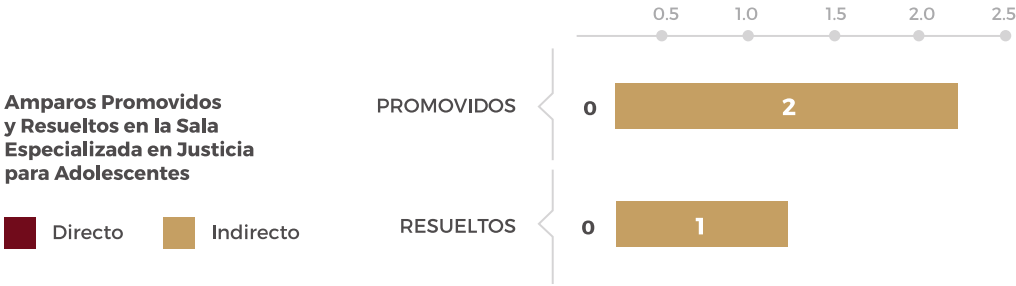 0.5 1.0 1.5 2.0 2.5
Amparos Promovidos
y Resueltos en la Sala
Especializada en Justicia
para Adolescentes
Directo Indirecto
PROMOVIDOS 0 2
RESUELTOS 0 1